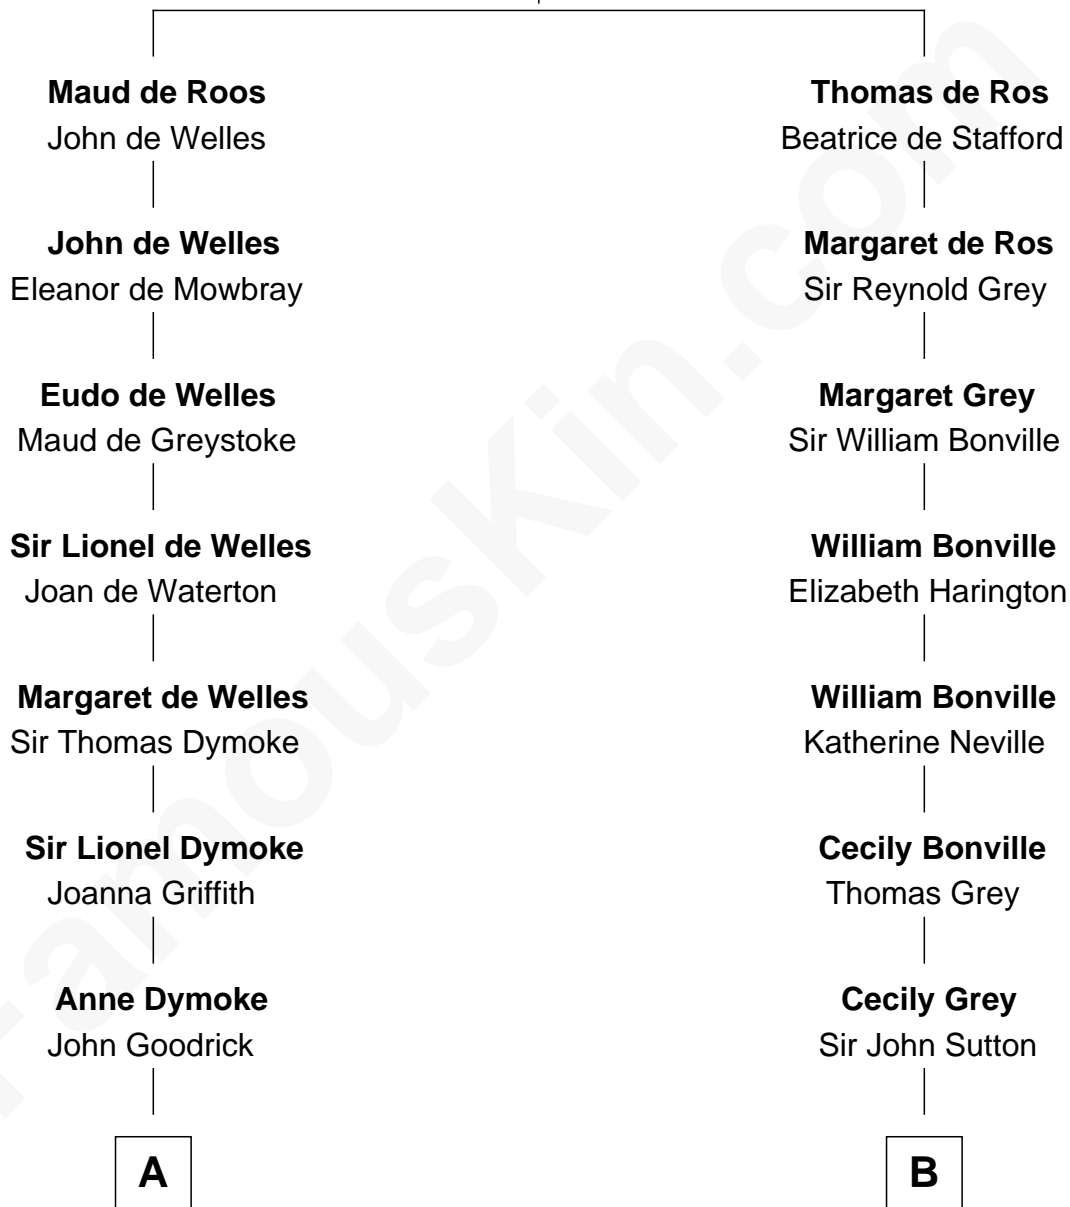 Maud de Roos
John de Welles
Thomas de Ros
Beatrice de Stafford
John de Welles
Eleanor de Mowbray
Margaret de Ros
Sir Reynold Grey
Eudo de Welles
Maud de Greystoke
Margaret Grey
Sir William Bonville
Sir Lionel de Welles
Joan de Waterton
William Bonville
Elizabeth Harington
Margaret de Welles
Sir Thomas Dymoke
William Bonville
Katherine Neville
Sir Lionel Dymoke
Joanna Griffith
Cecily Bonville
Thomas Grey
Anne Dymoke
John Goodrick
Cecily Grey
Sir John Sutton
A
B
FamousKin.com